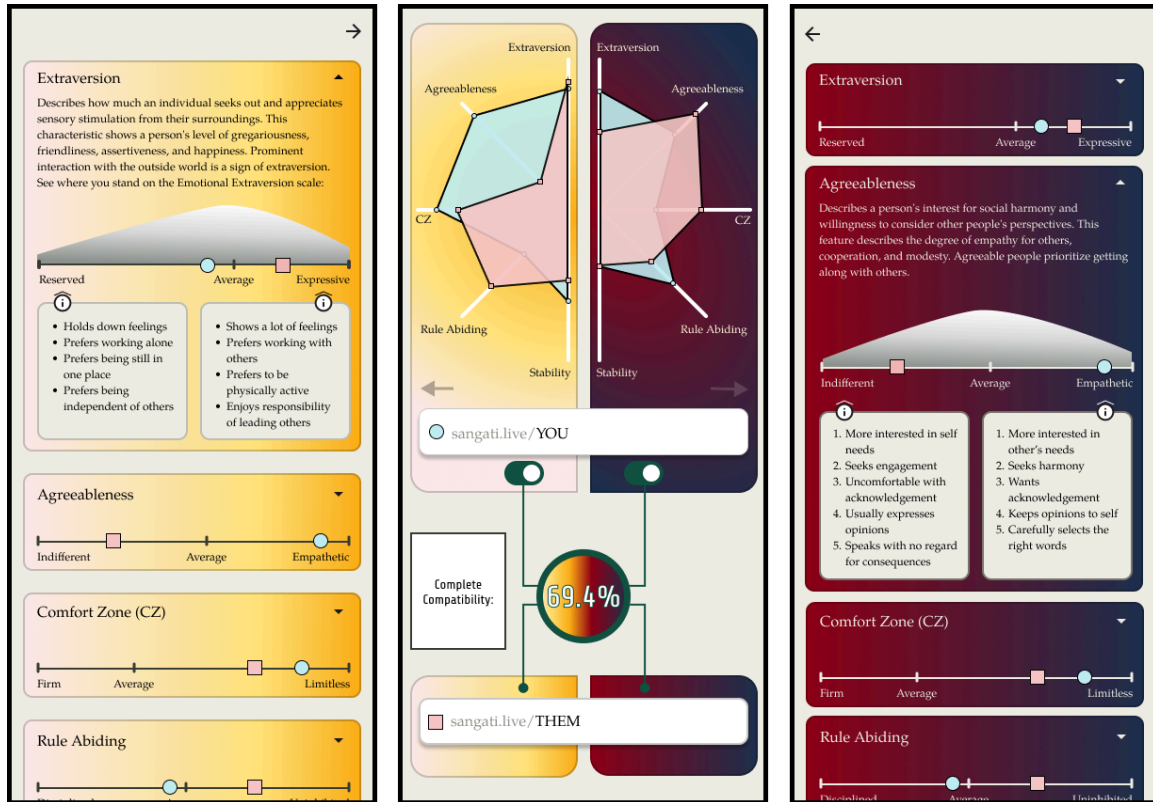 Extraversion
Describes how much an individual seeks out and appreciates
sensory stimulation from their surroundings. This
characteristic shows a person's level of gregariousness,
friendliness, assertiveness, and happiness. Prominent
interaction with the outside world is a sign of extraversion.
See where you stand on the Emotional Extraversion scale:
Reserved
Average
Expressive
• Holds down feelings
• Prefers working alone
• Prefers being still in
one place
• Prefers being
independent of others
• Shows a lot of feelings
• Prefers working with
others
• Prefers to be
physically active
• Enjoys responsibility
of leading others
Agreeableness
Indifferent
Average
Empathetic
Comfort Zone (CZ)
Firm
Average
Limitless
Rule Abiding
Extraversion
Agreeableness
CZ
Rule Abiding
Stability
Extraversion
Agreeableness
CZ
Rule Abiding
Stability
sangati.live/YOU
Complete
Compatibility:
69.4%
sangati.live/THEM
Extraversion
Reserved
Average
Expressive
Agreeableness
Describes a person's interest for social harmony and
willingness to consider other people's perspectives. This
feature describes the degree of empathy for others,
cooperation, and modesty. Agreeable people prioritize getting
along with others.
Indifferent
Average
Empathetic
1. More interested in self
needs
2. Seeks engagement
3. Uncomfortable with
acknowledgement
4. Usually expresses
opinions
5. Speaks with no regard
for consequences
1. More interested in
other's needs
2. Seeks harmony
3. Wants
acknowledgement
4. Keeps opinions to self
5. Carefully selects the
right words
Comfort Zone (CZ)
Firm
Average
Limitless
Rule Abiding
Disciplined
Average
Uninhibited